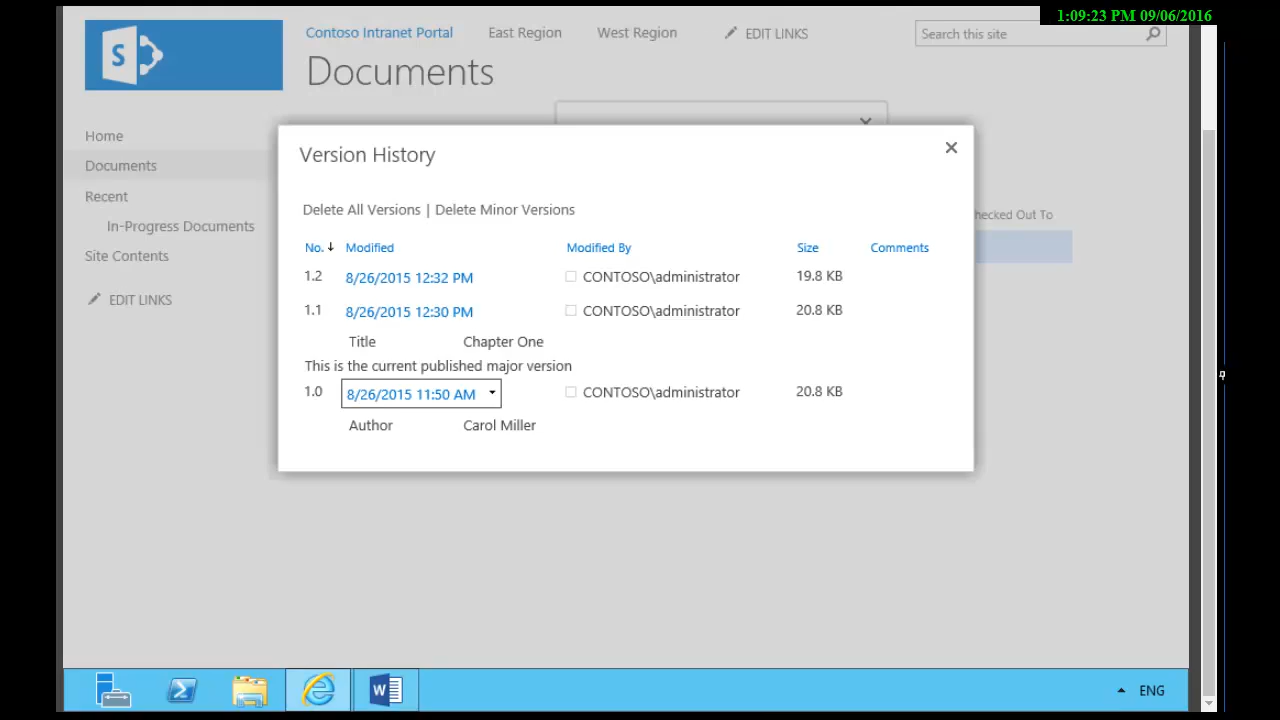 1:09:23 PM 09/06/2016
Contoso Intranet Portal East Region West Region EDIT LINKS Search this site
Documents
Home
Documents
Recent
In-Progress Documents
Site Contents
EDIT LINKS
Version History
Delete All Versions | Delete Minor Versions
hecked Out To
No. Modified Modified By Size Comments
1.2 8/26/2015 12:32 PM CONTOSO\administrator 19.8 KB
1.1 8/26/2015 12:30 PM CONTOSO\administrator 20.8 KB
Title Chapter One
This is the current published major version
1.0 8/26/2015 11:50 AM CONTOSO\administrator 20.8 KB
Author Carol Miller
ENG